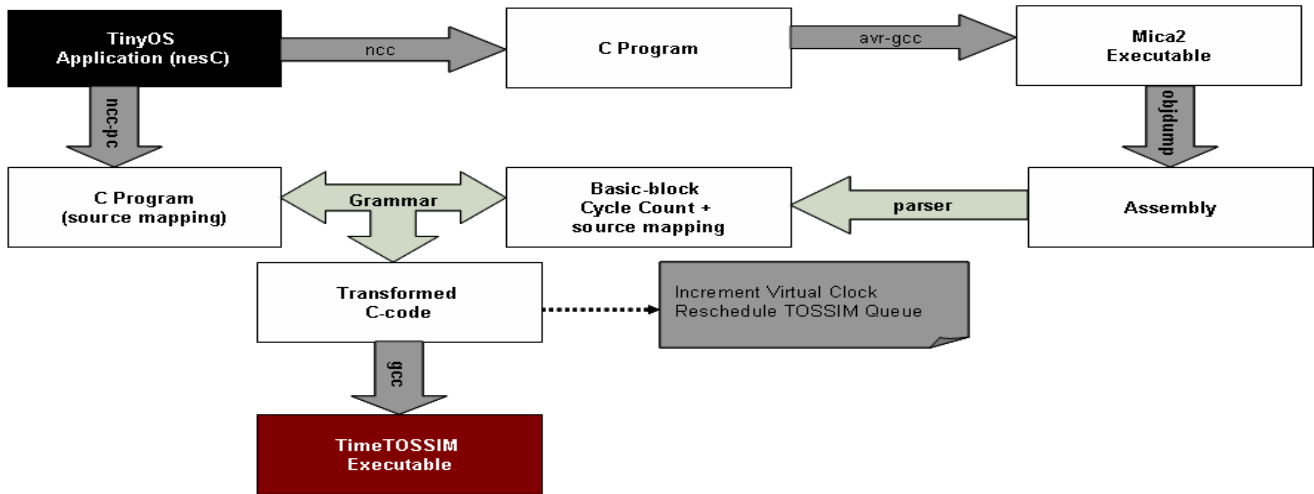 TinyOS
Application (nesC)
ncc
C Program
avr-gcc
Mica2
Executable
ncc-pc
objdump
C Program
(source mapping)
Grammar
Basic-block
Cycle Count +
source mapping
parser
Assembly
Transformed
C-code
Increment Virtual Clock
Reschedule TOSSIM Queue
gcc
TimeTOSSIM
Executable